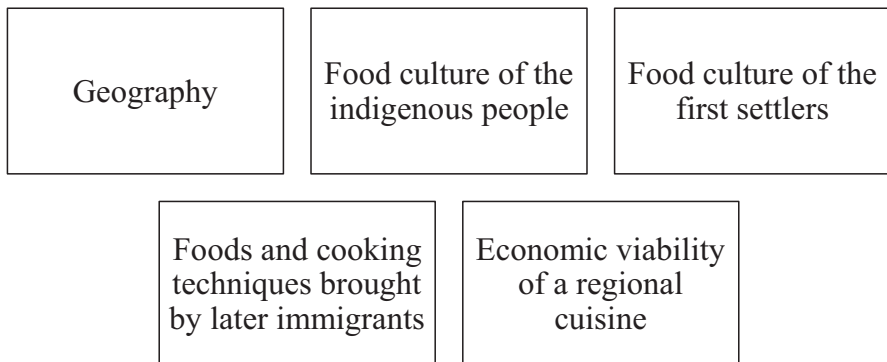 Geography
Food culture of the
indigenous people
Food culture of the
first settlers
Foods and cooking
techniques brought
by later immigrants
Economic viability
of a regional
cuisine